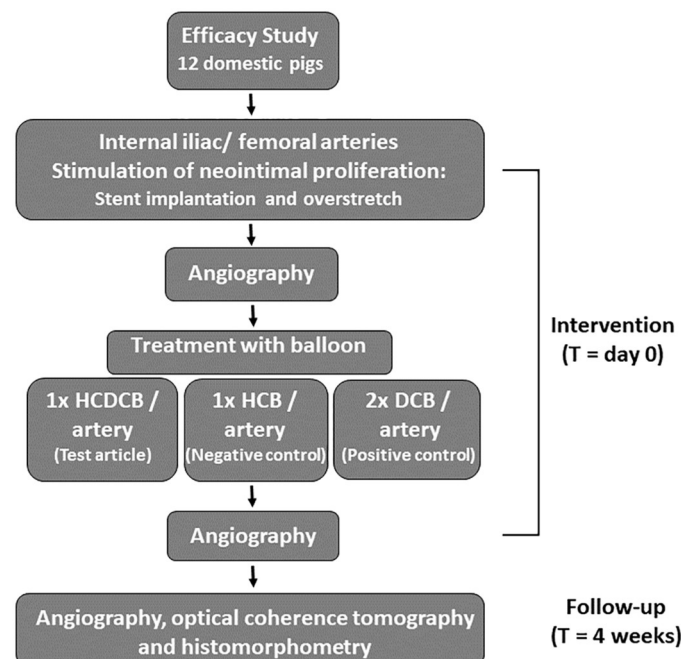 Efficacy Study
12 domestic pigs
Internal iliac/ femoral arteries
Stimulation of neointimal proliferation:
Stent implantation and overstretch
Angiography
Treatment with balloon
1x HCDCB /
artery
(Test article)
1x HCB /
artery
(Negative control)
2x DCB /
artery
(Positive control)
Angiography
Intervention
(T = day 0)
Angiography, optical coherence tomography
and histomorphometry
Follow-up
(T = 4 weeks)